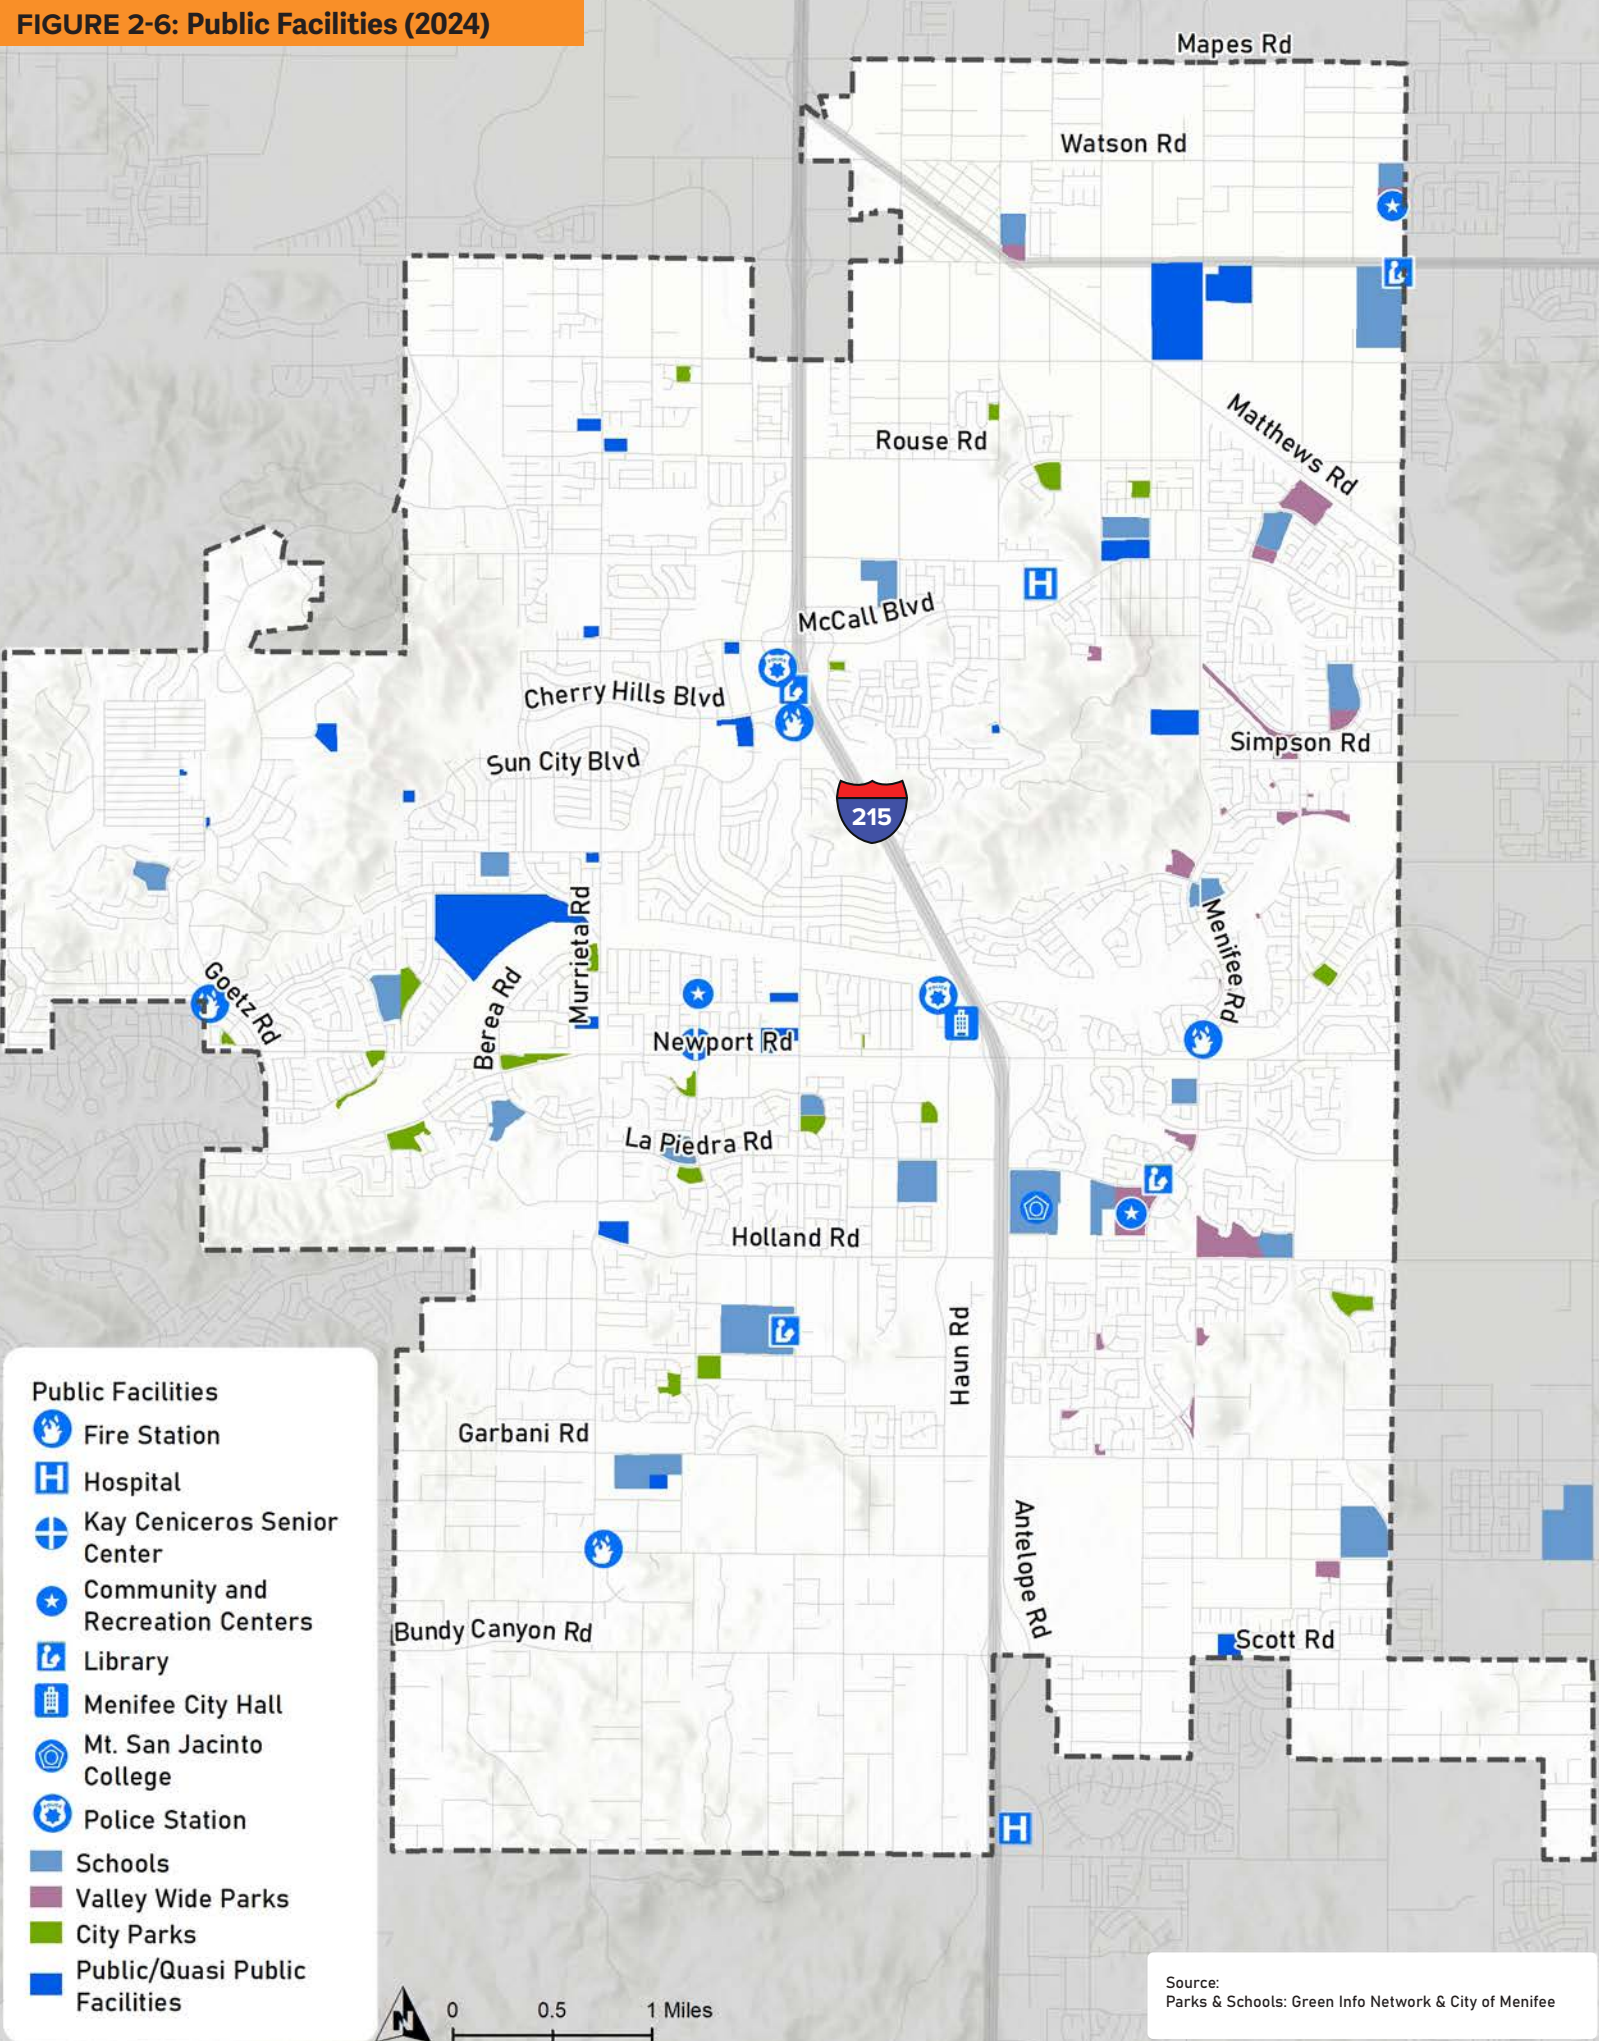 FIGURE 2-6: Public Facilities (2024)
Mapes Rd
Watson Rd
Matthews Rd
Rouse Rd
McCall Blvd
Cherry Hills Blvd
Sun City Blvd
Simpson Rd
215
Murrieta Rd
Menifee Rd
Goetz Rd
Berea Rd
Newport Rd
La Piedra Rd
Holland Rd
Haun Rd
Garbani Rd
Antelope Rd
Bundy Canyon Rd
Scott Rd
Public Facilities
Fire Station
H Hospital
Kay Ceniceros Senior
Center
Community and
Recreation Centers
Library
Menifee City Hall
Mt. San Jacinto
College
Police Station
Schools
Valley Wide Parks
City Parks
Public/Quasi Public
Facilities
H
H
N
0 0.5 1 Miles
Source:
Parks & Schools: Green Info Network & City of Menifee